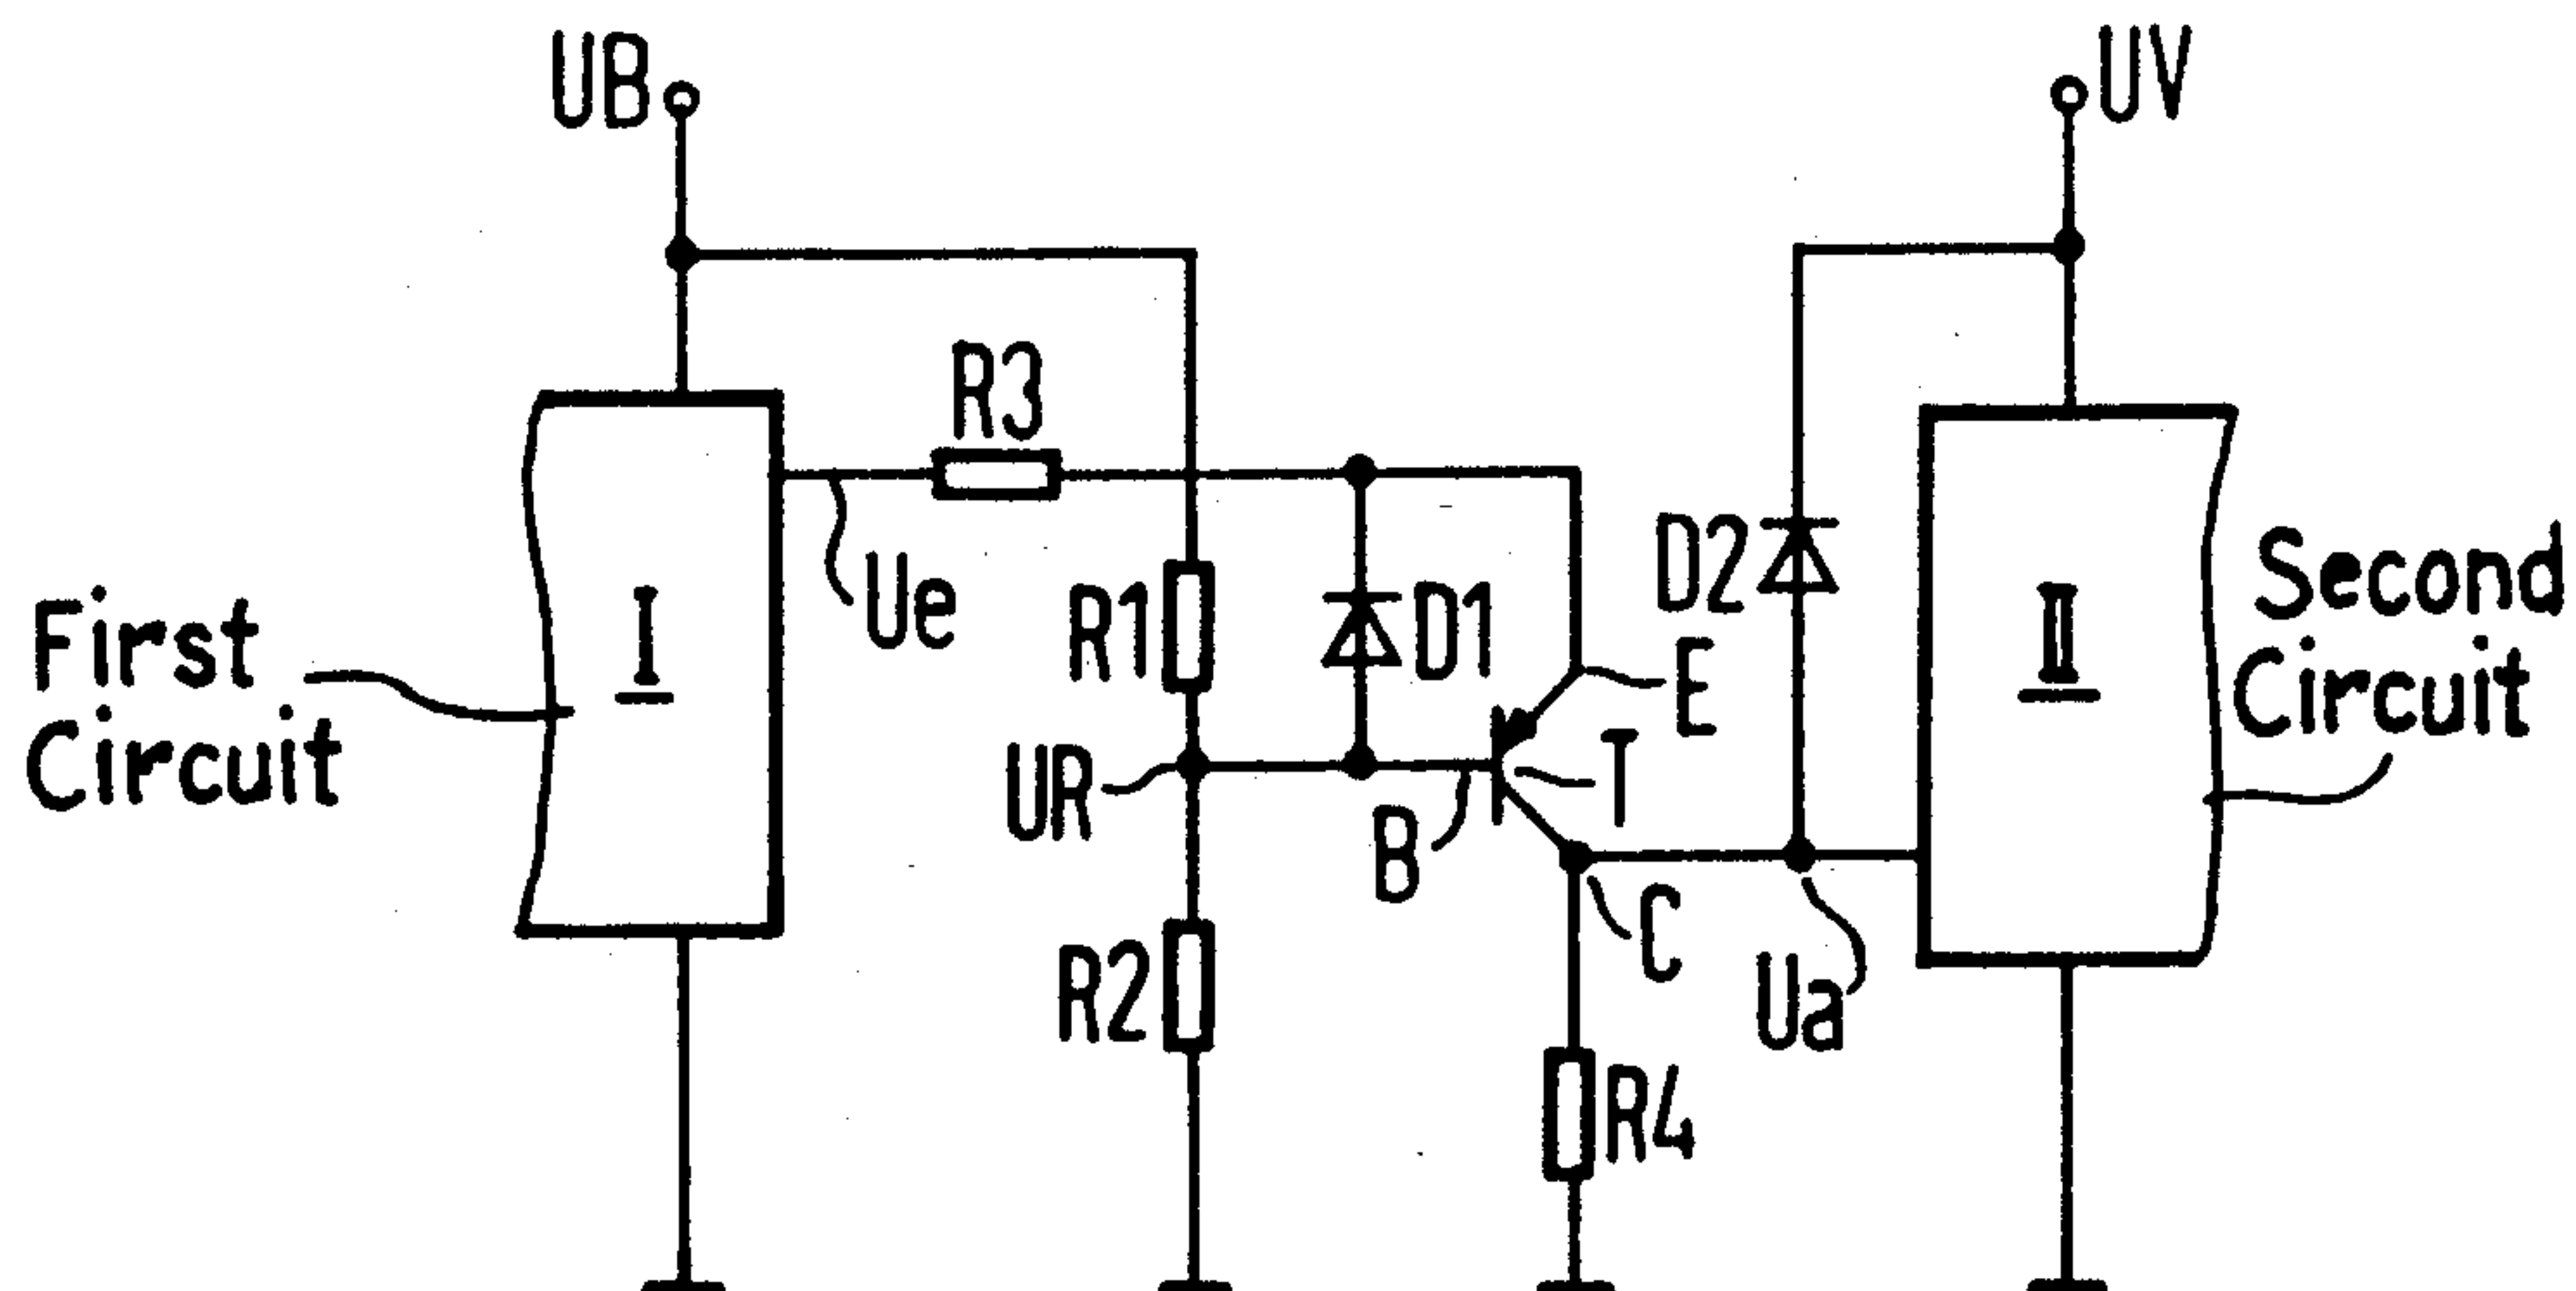 UB
UV
R3
Ue
First
Circuit
I
R1
D1
D2
E
T
II
Second
Circuit
UR
B
C
Ua
R2
R4